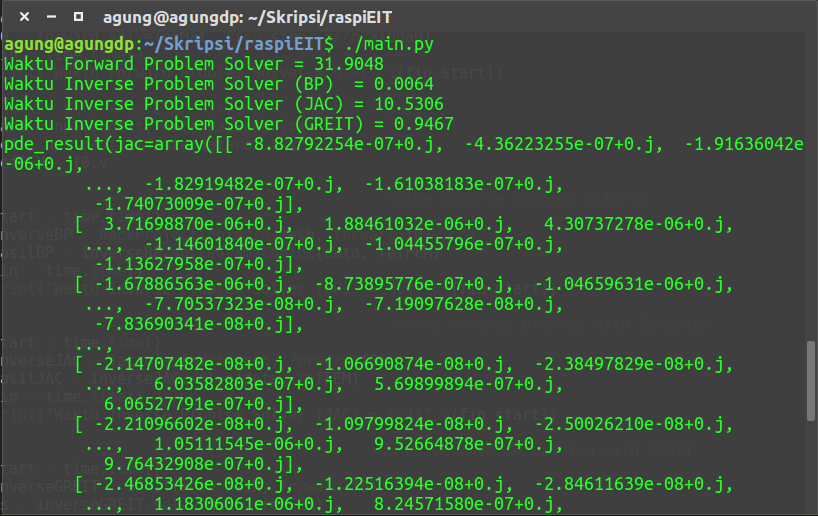 agung@agungdp: ~/Skripsi/raspiEIT
agung@agungdp:~/Skripsi/raspiEIT$ ./main.py
Waktu Forward Problem Solver = 31.9048
Waktu Inverse Problem Solver (BP)  = 0.0064
Waktu Inverse Problem Solver (JAC) = 10.5306
Waktu Inverse Problem Solver (GREIT) = 0.9467
pde_result(jac=array([[ -8.82792254e-07+0.j,  -4.36223255e-07+0.j,  -1.91636042e
-06+0.j,
        ...,  -1.82919482e-07+0.j,  -1.61038183e-07+0.j,
         -1.74073009e-07+0.j],
       [  3.71698870e-06+0.j,   1.88461032e-06+0.j,   4.30737278e-06+0.j,
        ...,  -1.14601840e-07+0.j,  -1.04455796e-07+0.j,
         -1.13627958e-07+0.j],
       [ -1.67886563e-06+0.j,  -8.73895776e-07+0.j,  -1.04659631e-06+0.j,
        ...,  -7.70537323e-08+0.j,  -7.19097628e-08+0.j,
         -7.83690341e-08+0.j],
       ...,
       [ -2.14707482e-08+0.j,  -1.06690874e-08+0.j,  -2.38497829e-08+0.j,
        ...,   6.03582803e-07+0.j,   5.69899894e-07+0.j,
          6.06527791e-07+0.j],
       [ -2.21096602e-08+0.j,  -1.09799824e-08+0.j,  -2.50026210e-08+0.j,
        ...,   1.05111545e-06+0.j,   9.52664878e-07+0.j,
          9.76432908e-07+0.j],
       [ -2.46853426e-08+0.j,  -1.22516394e-08+0.j,  -2.84611639e-08+0.j,
        ...,   1.18306061e-06+0.j,   8.24571580e-07+0.j,